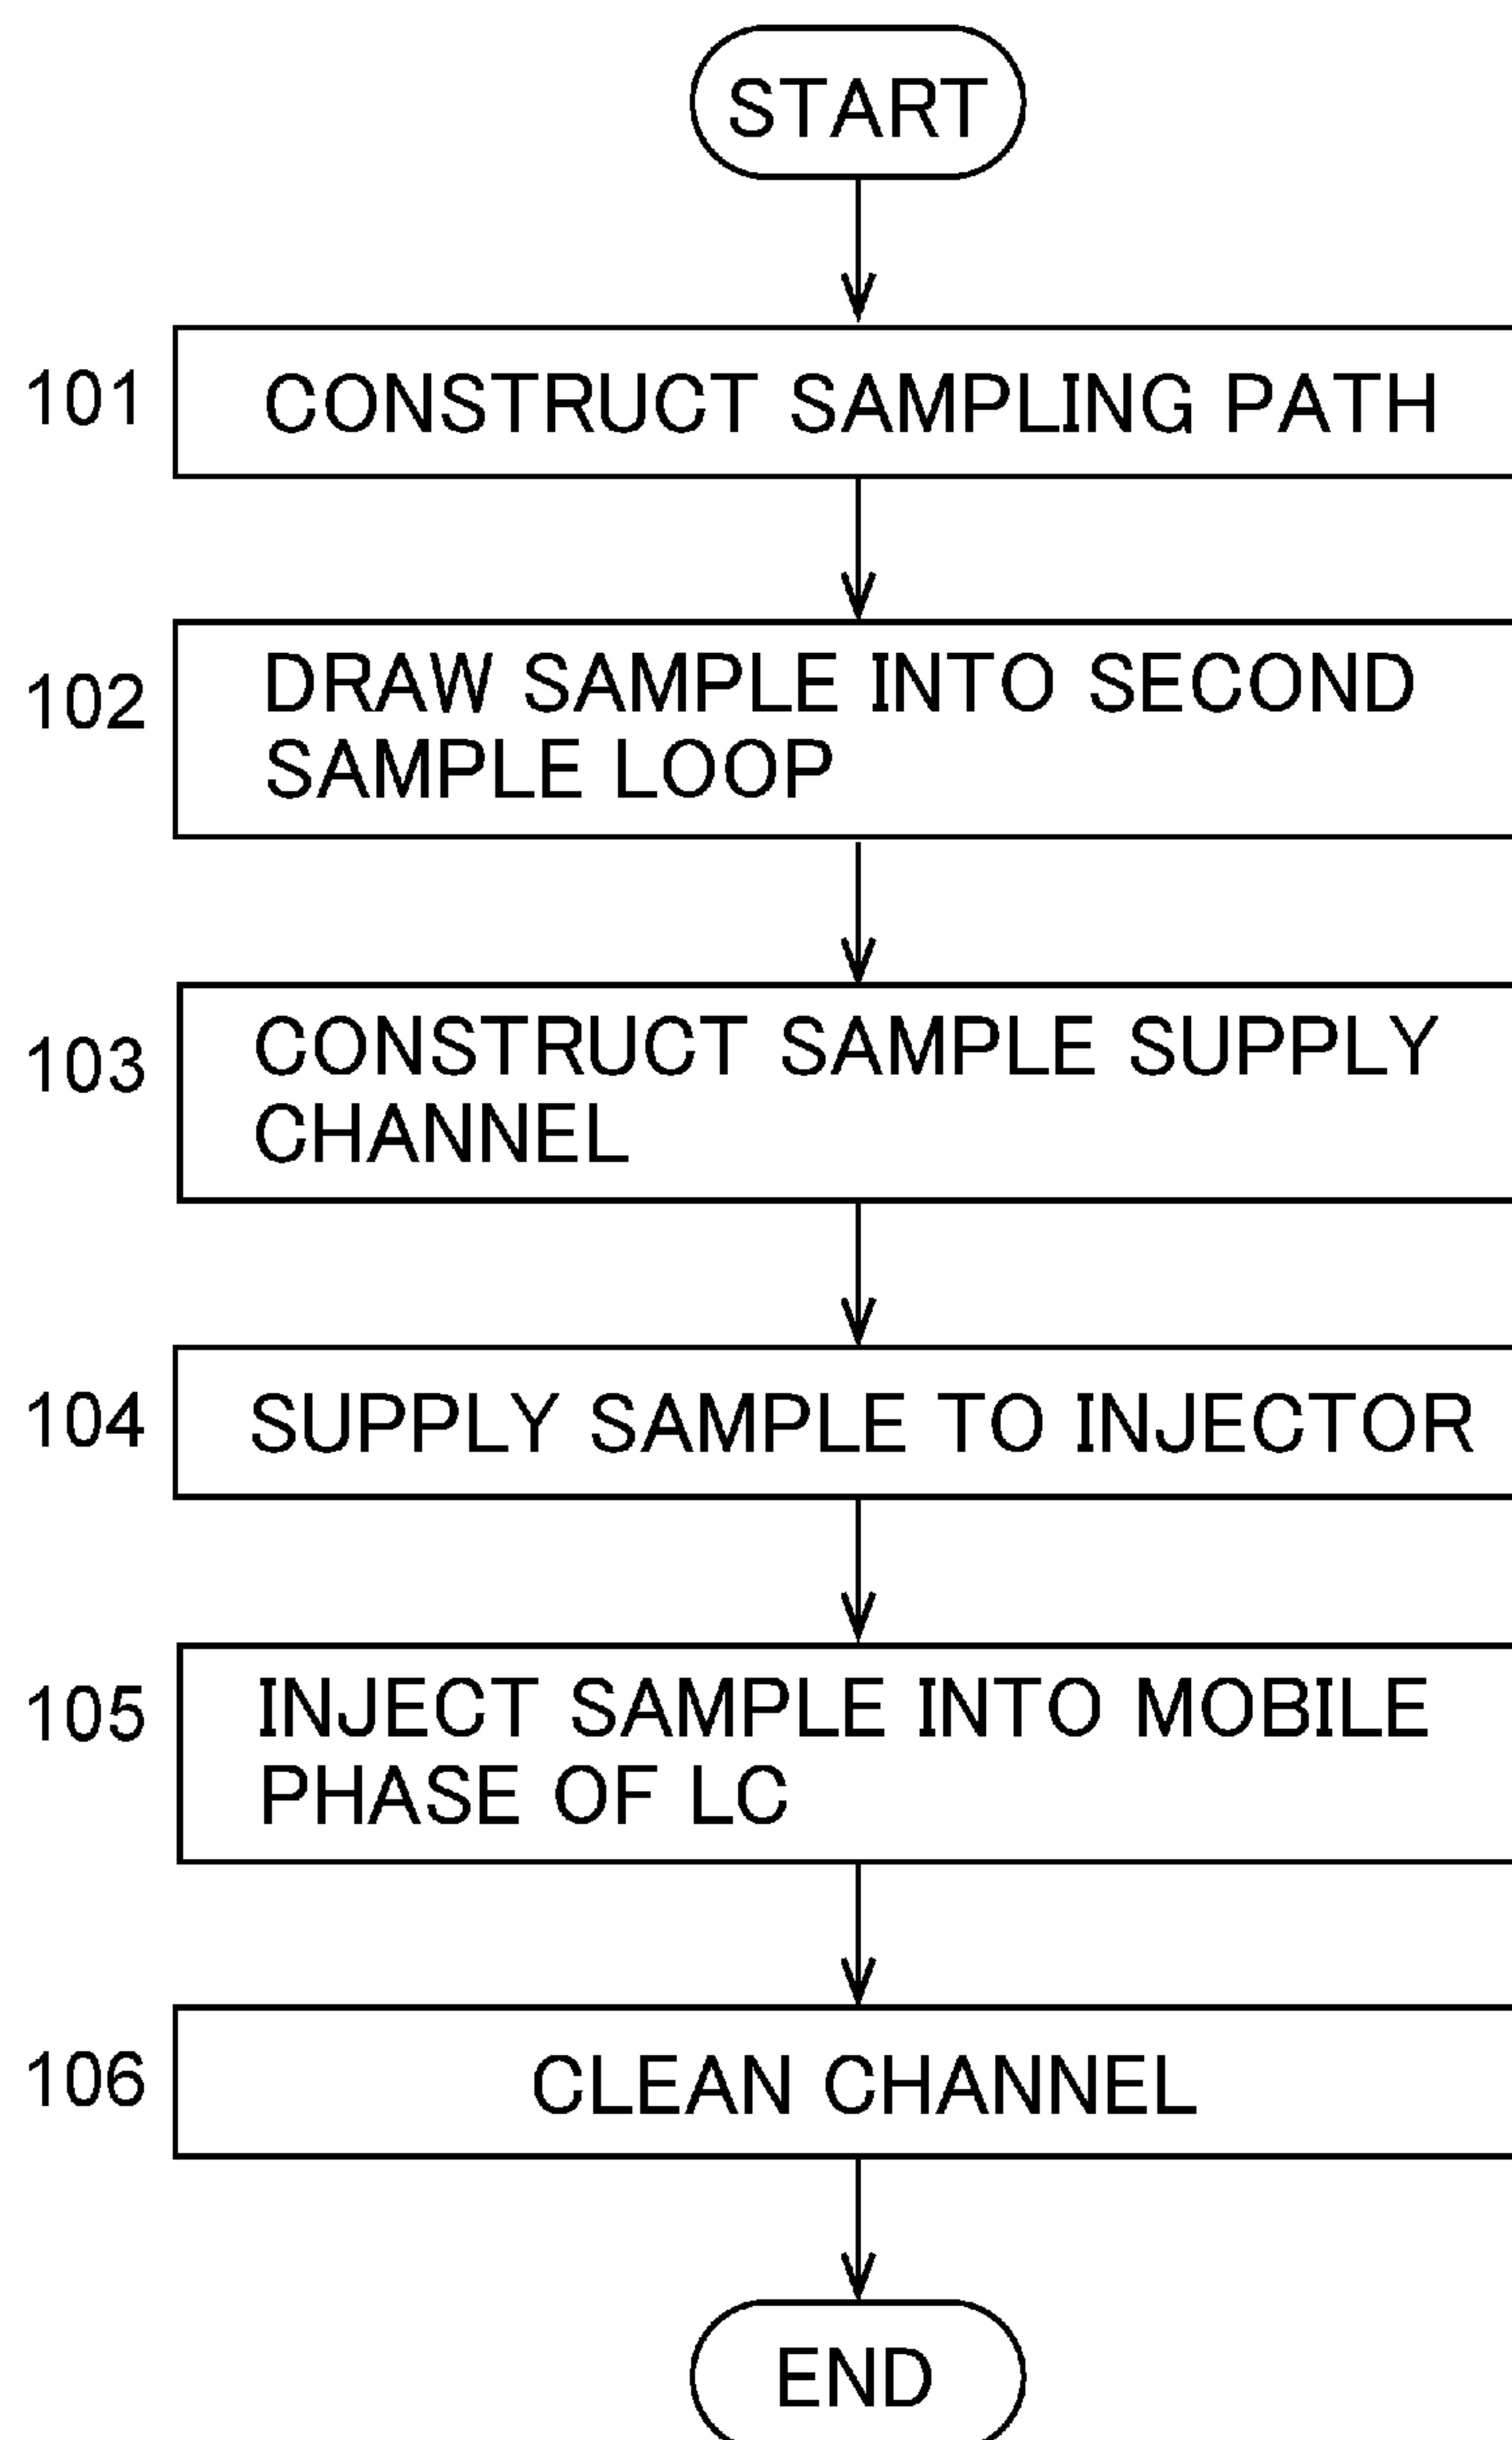 START
101
CONSTRUCT SAMPLING PATH
102
DRAW SAMPLE INTO SECOND
SAMPLE LOOP
103
CONSTRUCT SAMPLE SUPPLY
CHANNEL
104
SUPPLY SAMPLE TO INJECTOR
105
INJECT SAMPLE INTO MOBILE
PHASE OF LC
106
CLEAN CHANNEL
END